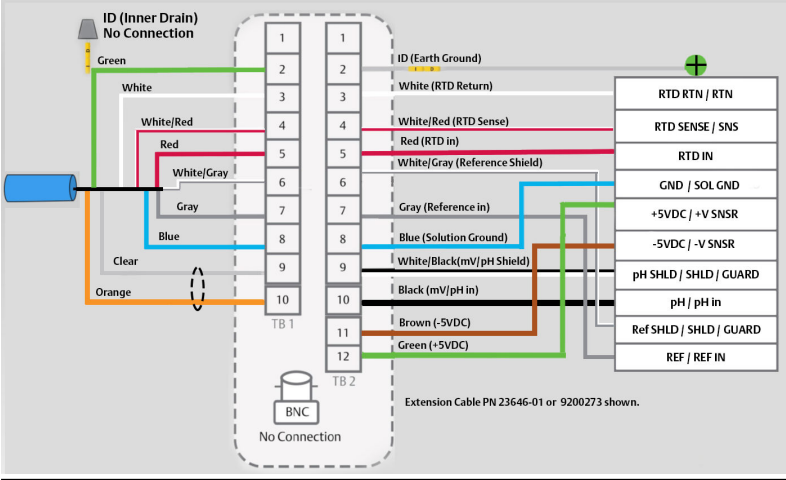 ID (Inner Drain)
No Connection
Green
White
White/Red
Red
White/Gray
Gray
Blue
Clear
Orange
1
2
3
4
5
6
7
8
9
10
TB 1
1
2
3
4
5
6
7
8
9
10
11
12
TB 2
BNC
No Connection
ID (Earth Ground)
White (RTD Return)
White/Red (RTD Sense)
Red (RTD in)
White/Gray (Reference Shield)
Gray (Reference in)
Blue (Solution Ground)
White/Black(mV/pH Shield)
Black (mV/pH in)
Brown (-5VDC)
Green (+5VDC)
RTD RTN / RTN
RTD SENSE / SNS
RTD IN
GND / SOL GND
+5VDC / +V SNSR
-5VDC / -V SNSR
pH SHLD / SHLD / GUARD
pH / pH in
Ref SHLD / SHLD / GUARD
REF / REF IN
Extension Cable PN 23646-01 or 9200273 shown.